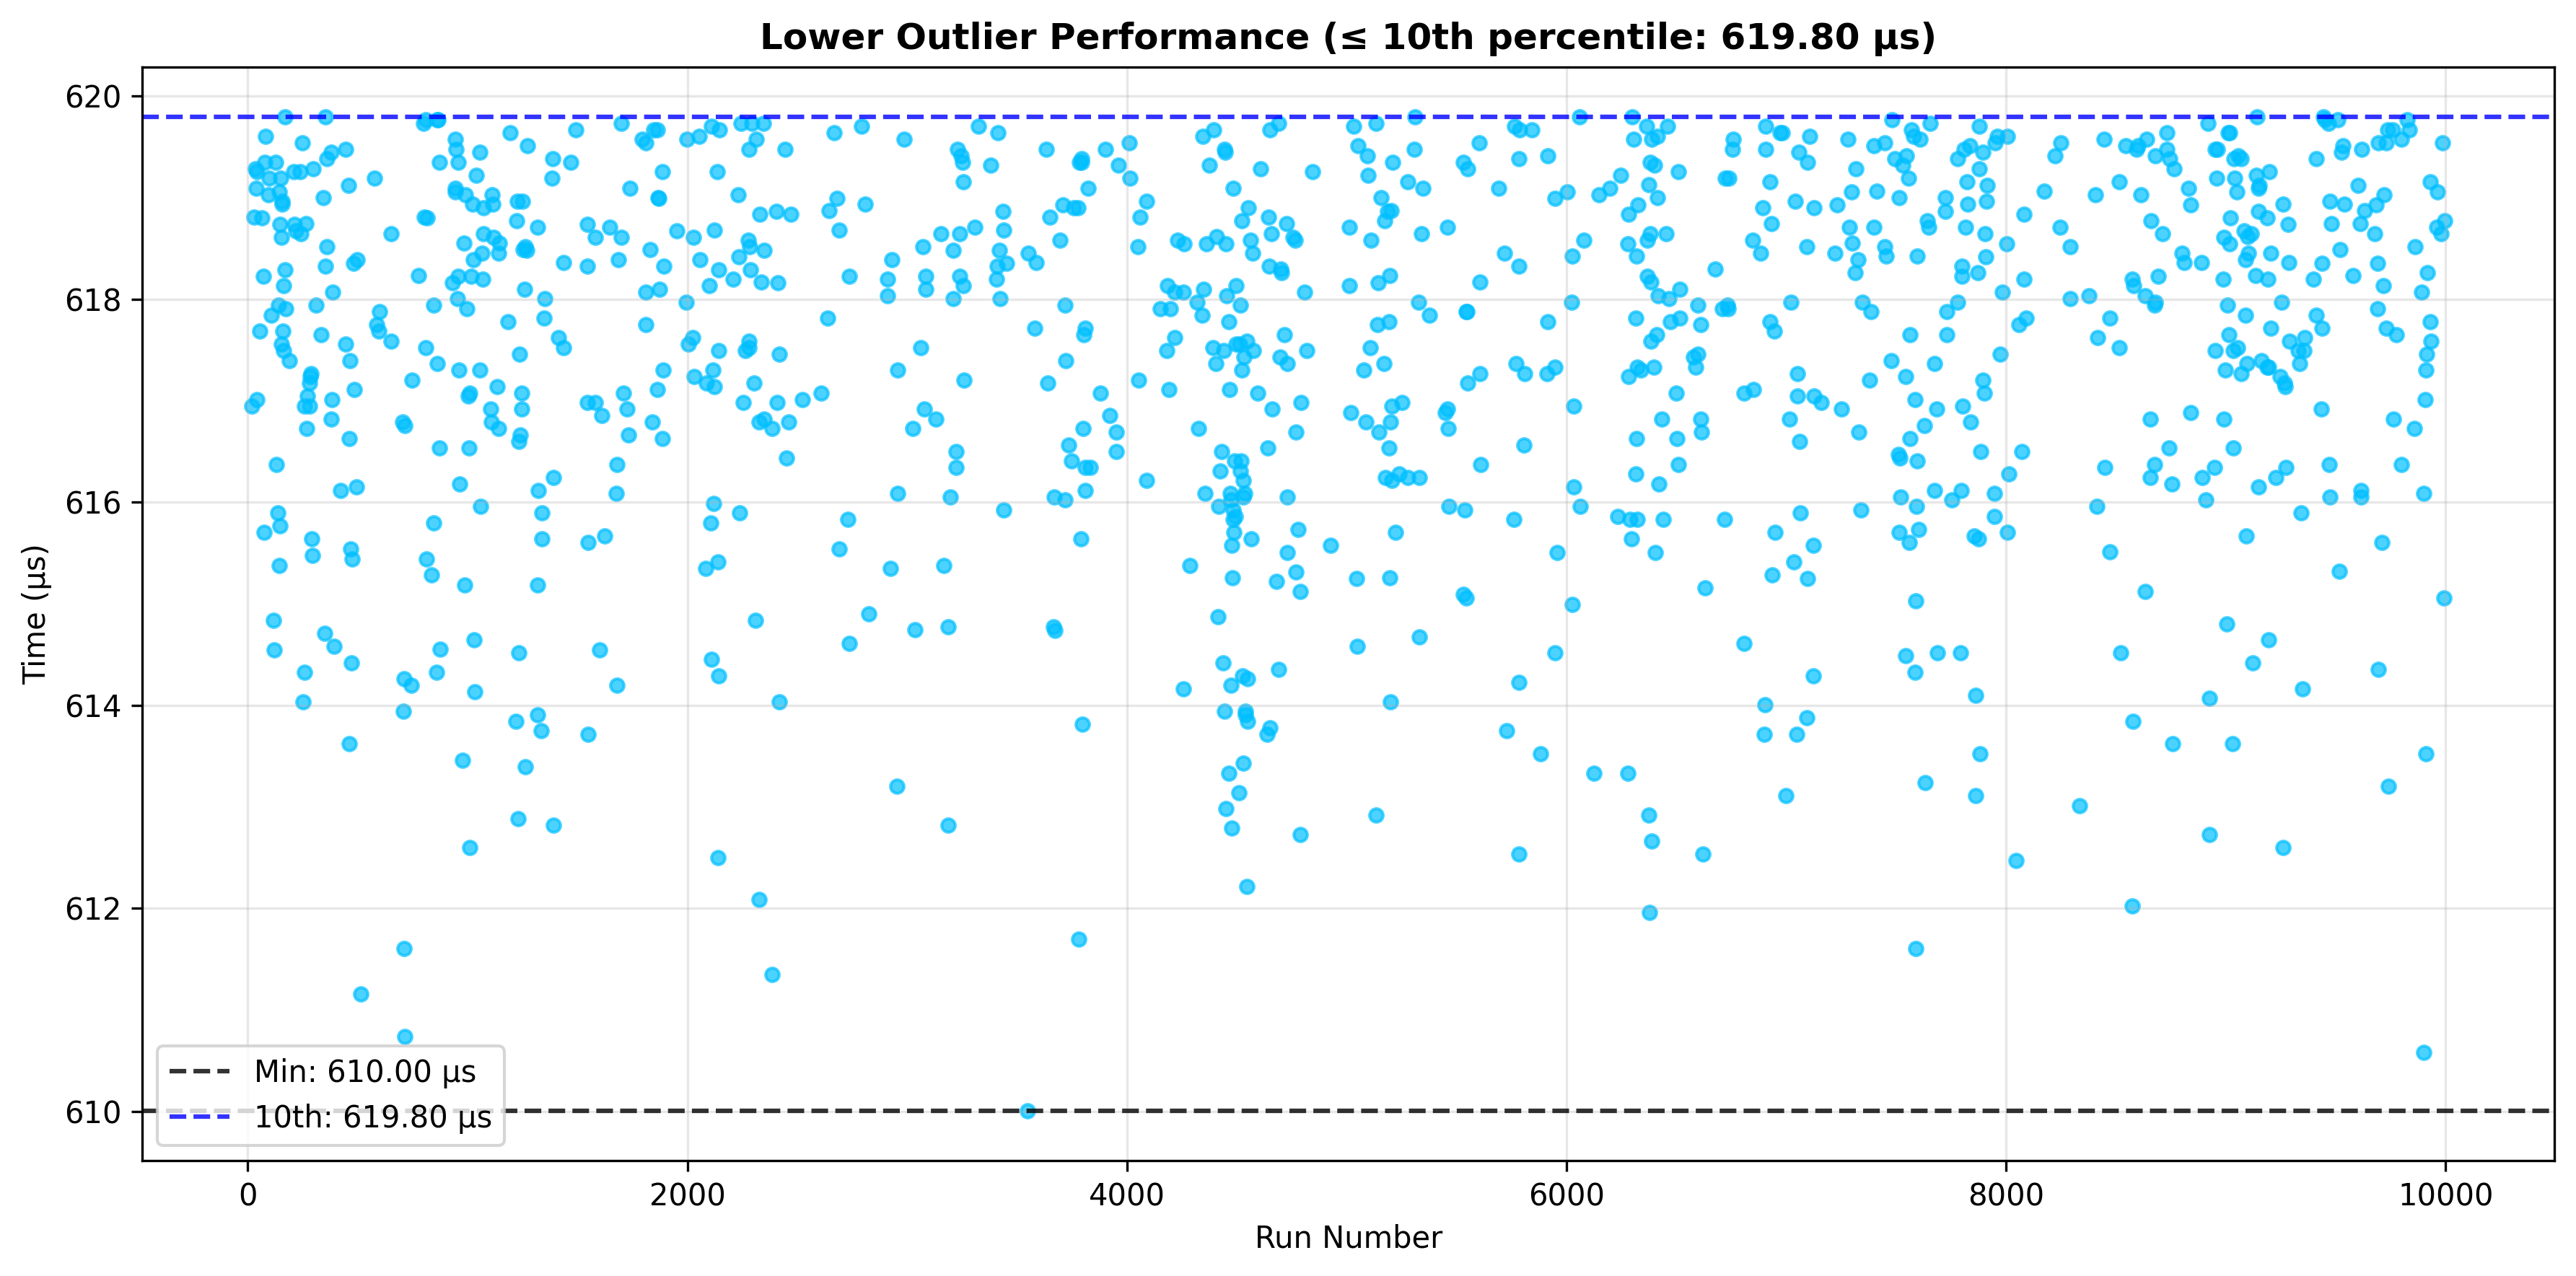 Lower Outlier Performance (≤ 10th percentile: 619.80 µs)
Time (µs)
620
618
616
614
612
610
Min: 610.00 µs
10th: 619.80 µs
0 2000 4000 6000 8000 10000
Run Number